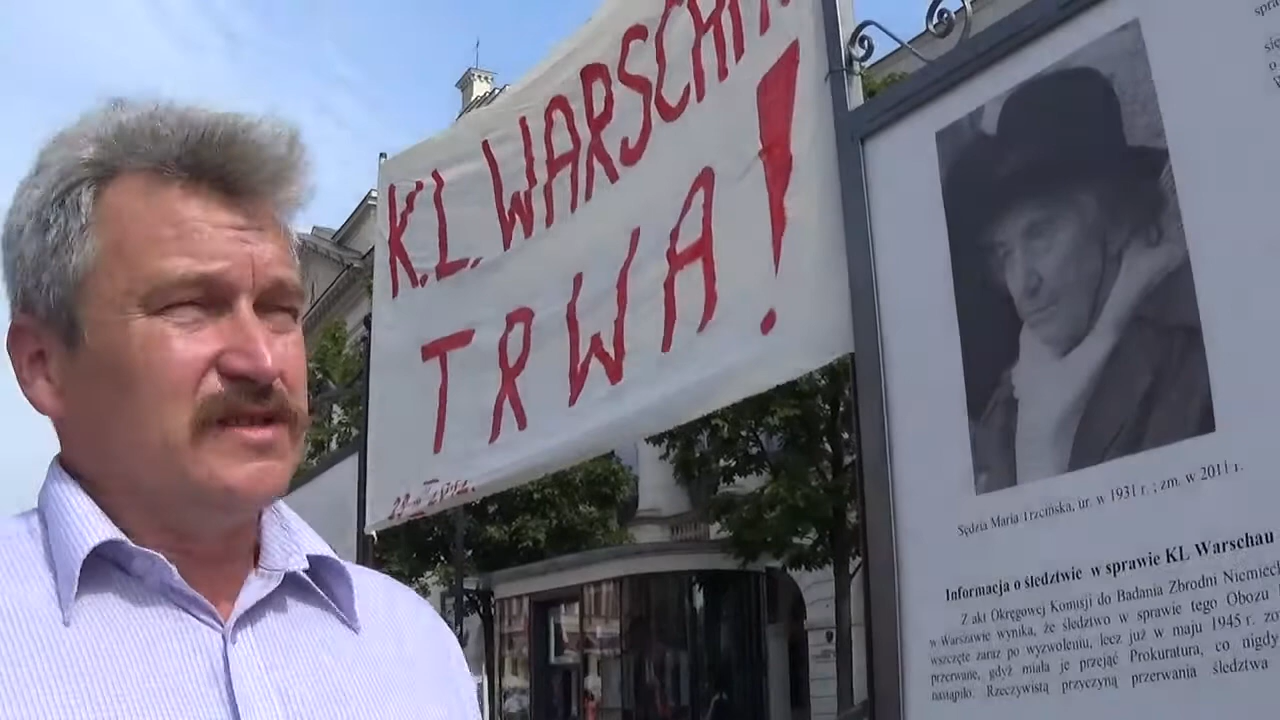 K.L. WARSCHA
TRWA!
Sędzia Maria Trzcińska, ur. w 1931 r. ; zm. w 2011 r.
Informacja o śledztwie w sprawie KL Warschau
Z akt Okręgowej Komisji do Badania Zbrodni Niemieck
w Warszawie wynika, że śledztwo w sprawie tego Obozu
wszczęte zaraz po wyzwoleniu, lecz już w maju 1945 r. zo
przerwane, gdyż miała je przejąć Prokuratura, co nigdy
nastąpiło. Rzeczywistą przyczyną przerwania śledztwa